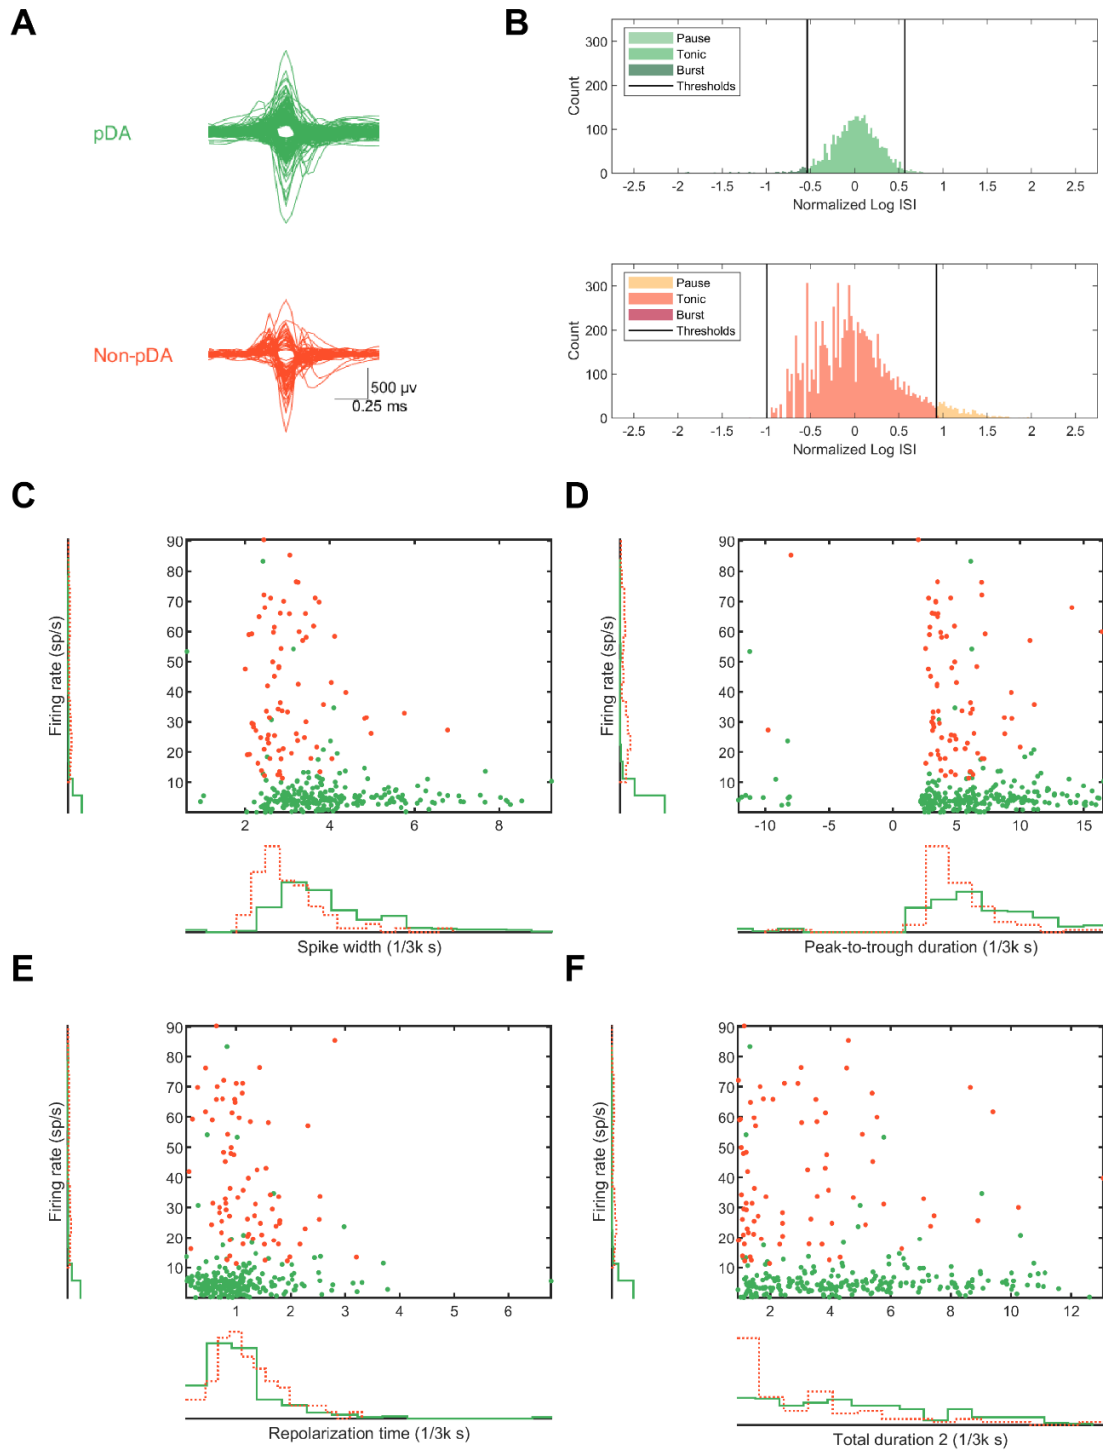 A
pDA
Non-pDA
500 μv
0.25 ms
B
350
300
200
100
0
Count
Pause
Tonic
Burst
Thresholds
-2.5 -2 -1.5 -1 -0.5 0 0.5 1 1.5 2 2.5
Normalized Log ISI
350
300
200
100
0
Count
Pause
Tonic
Burst
Thresholds
-2.5 -2 -1.5 -1 -0.5 0 0.5 1 1.5 2 2.5
Normalized Log ISI
C
Firing rate (sp/s)
90
80
70
60
50
40
30
20
10
2 4 6 8
Spike width (1/3k s)
D
Firing rate (sp/s)
90
80
70
60
50
40
30
20
10
-10 -5 0 5 10 15
Peak-to-trough duration (1/3k s)
E
Firing rate (sp/s)
90
80
70
60
50
40
30
20
10
1 2 3 4 5 6
Repolarization time (1/3k s)
F
Firing rate (sp/s)
90
80
70
60
50
40
30
20
10
2 4 6 8 10 12
Total duration 2 (1/3k s)